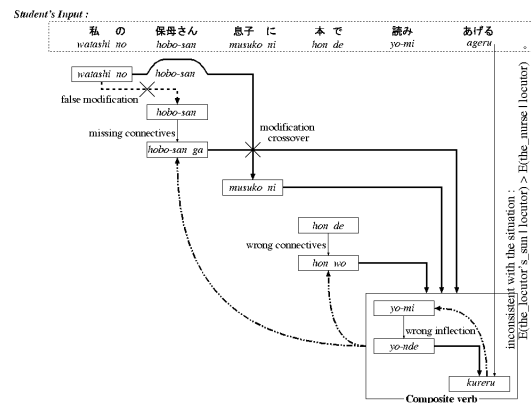 Student's Input :
私 の 保母さん 息子 に 本 で 読み あげる
watashi no hobo-san musuko ni hon de yo-mi ageru
。
watashi no hobo-san
false modification
hobo-san
missing connectives
modification
crossover
hobo-san ga
musuko ni
hon de
wrong connectives
hon wo
yo-mi
wrong inflection
yo-nde
kureru
Composite verb
inconsistent with the situation :
E(the_locutor's_sun | locutor) > E(the_nurse | locutor)